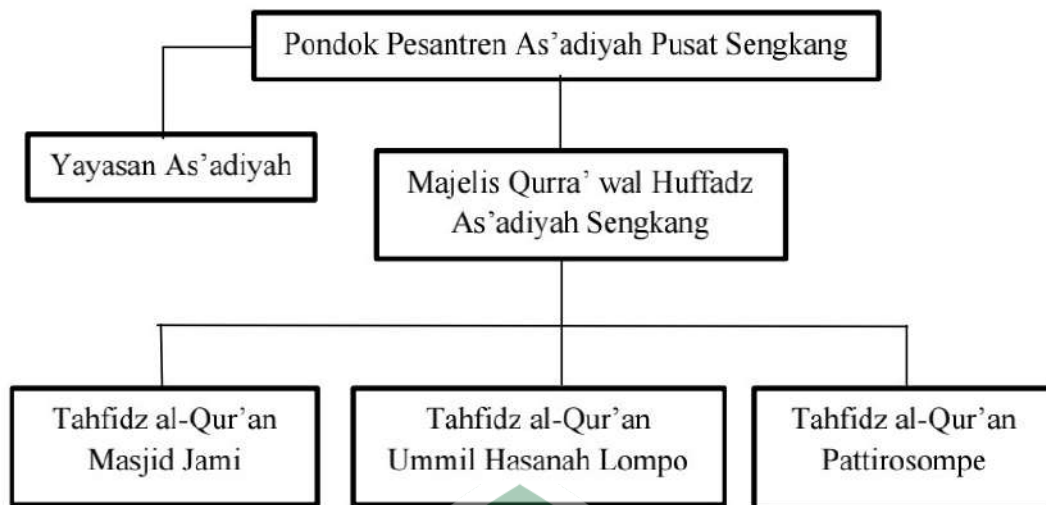 Pondok Pesantren As’adiyah Pusat Sengkang
Yayasan As’adiyah
Majelis Qurra’ wal Huffadz
As’adiyah Sengkang
Tahfidz al-Qur’an
Masjid Jami
Tahfidz al-Qur’an
Ummil Hasanah Lompo
Tahfidz al-Qur’an
Pattirosompe